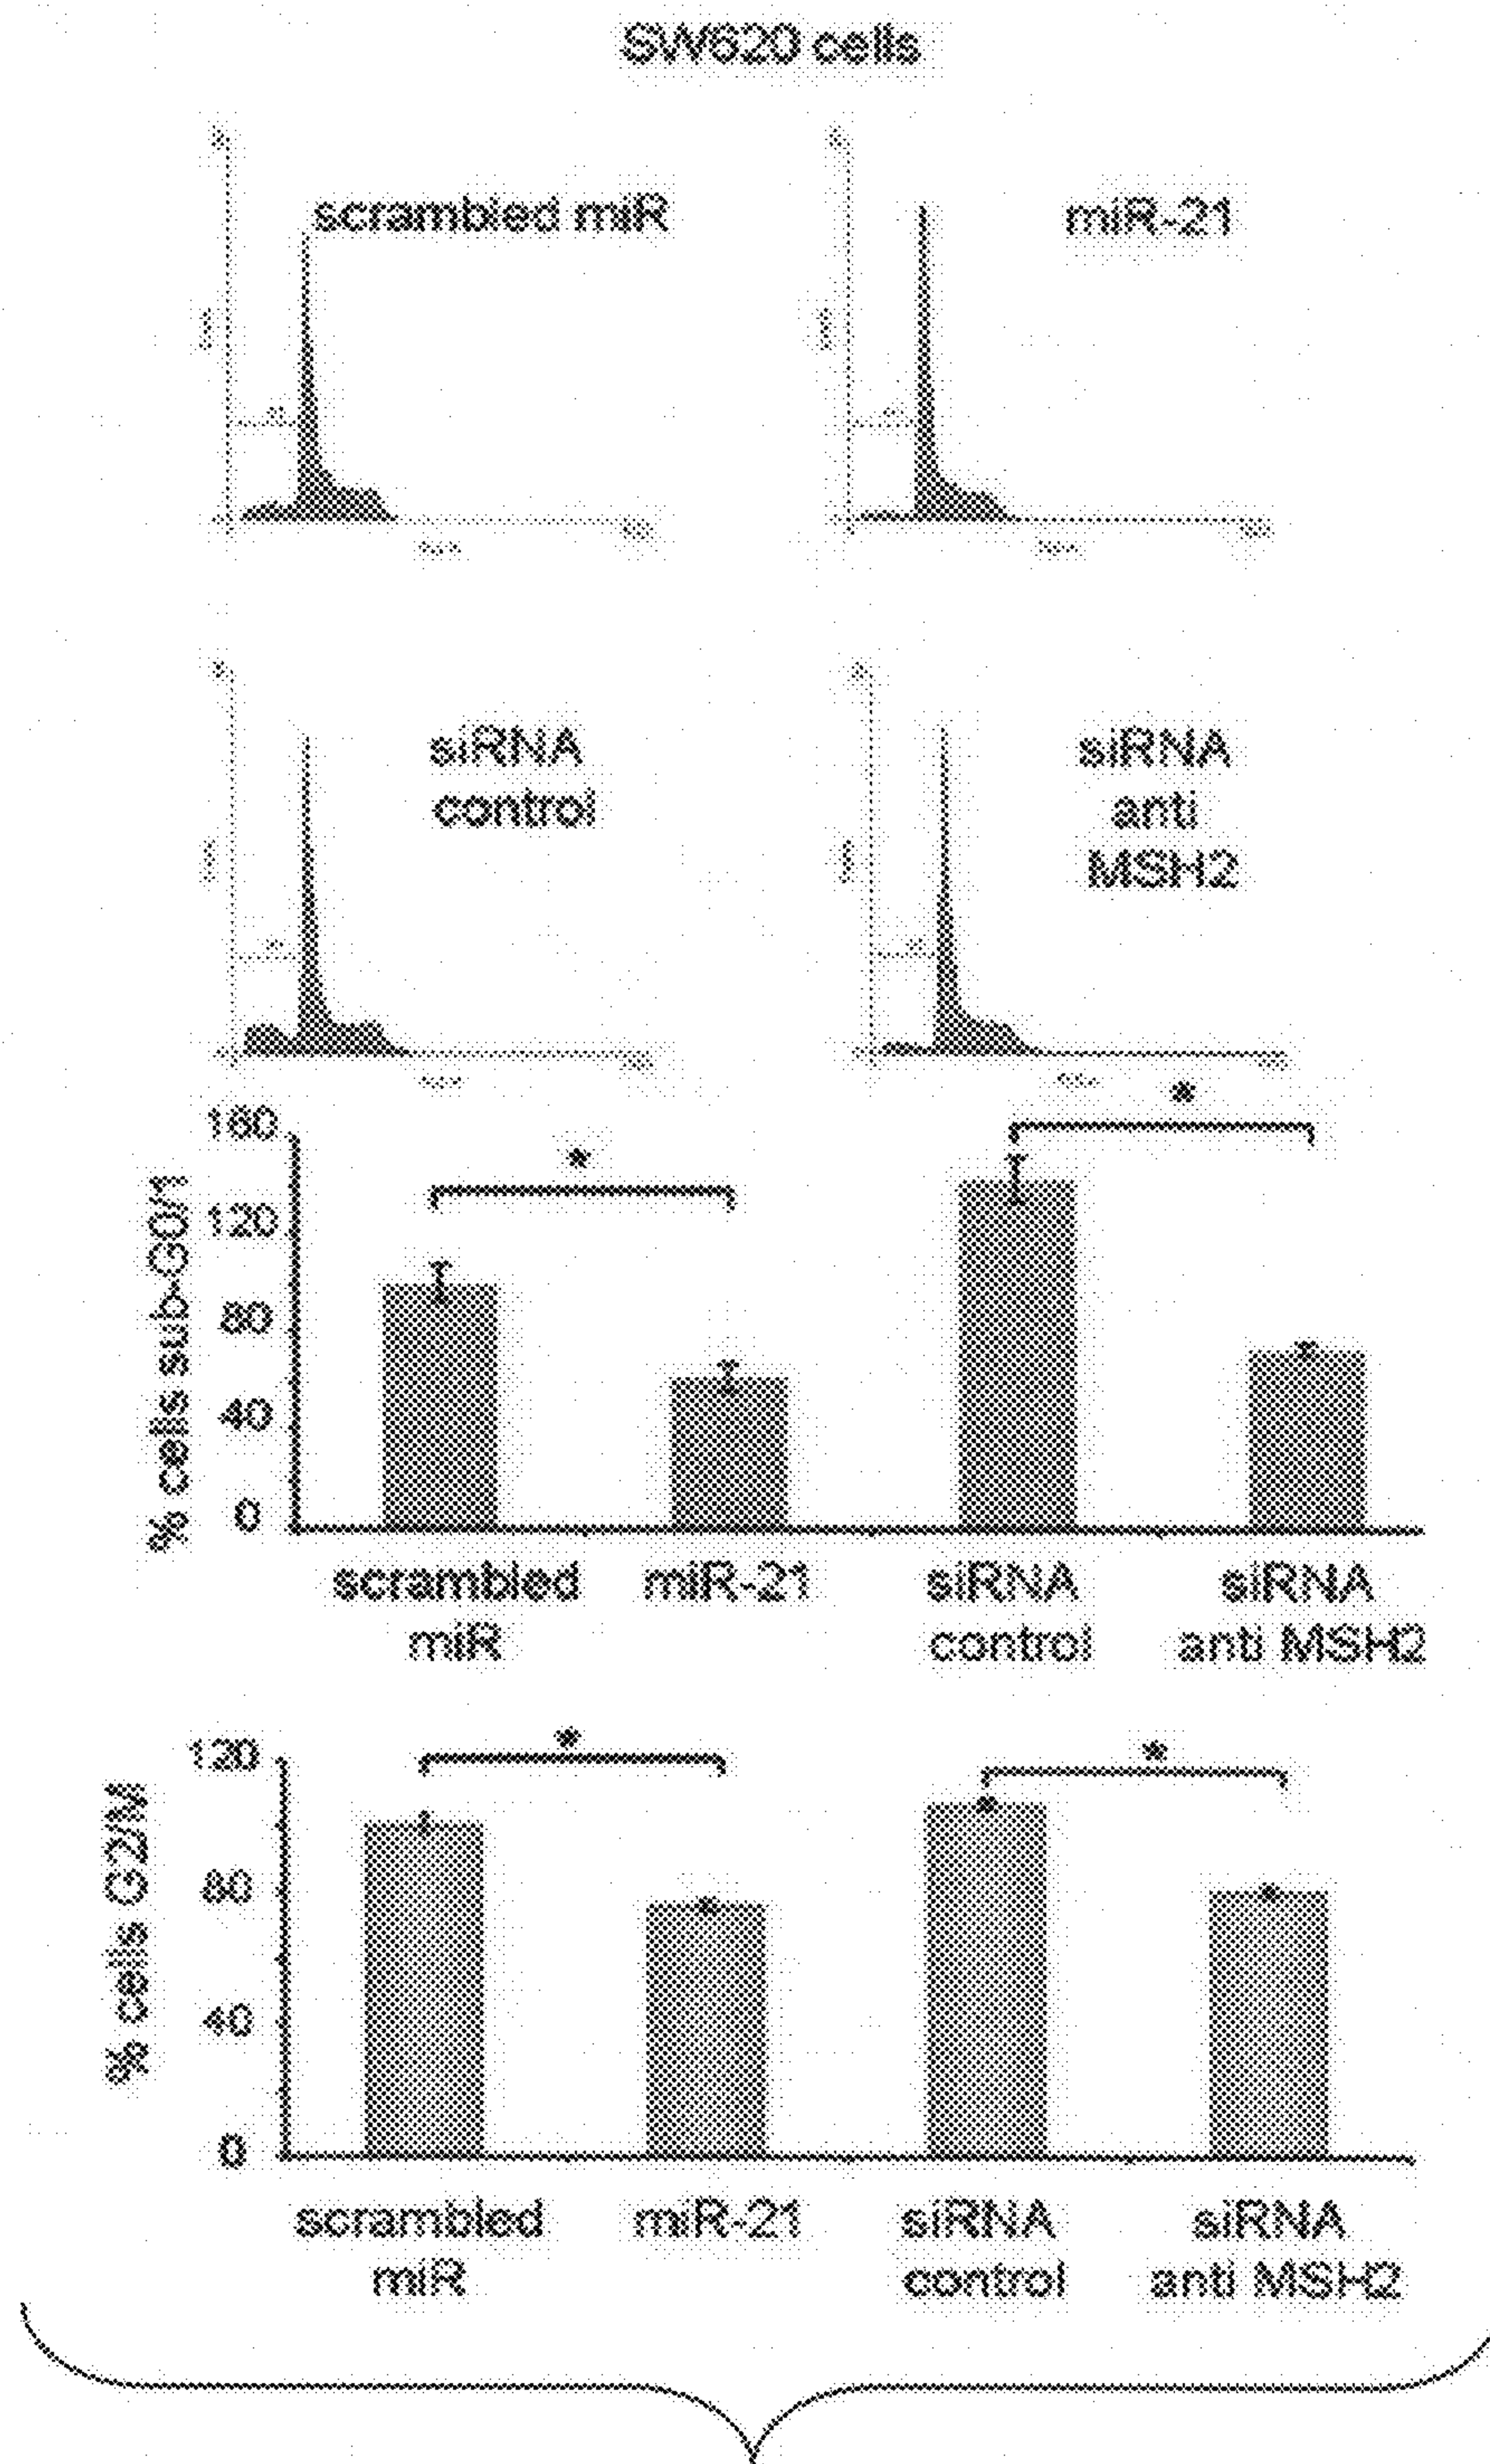 SW620 cells
scrambled miR
miR-21
siRNA
control
siRNA
anti
MSH2
*
*
160
120
80
40
0
% cells sub-G0/1
scrambled
miR
miR-21
siRNA
control
siRNA
anti MSH2
*
*
120
80
40
0
% cells G2/M
scrambled
miR
miR-21
siRNA
control
siRNA
anti MSH2